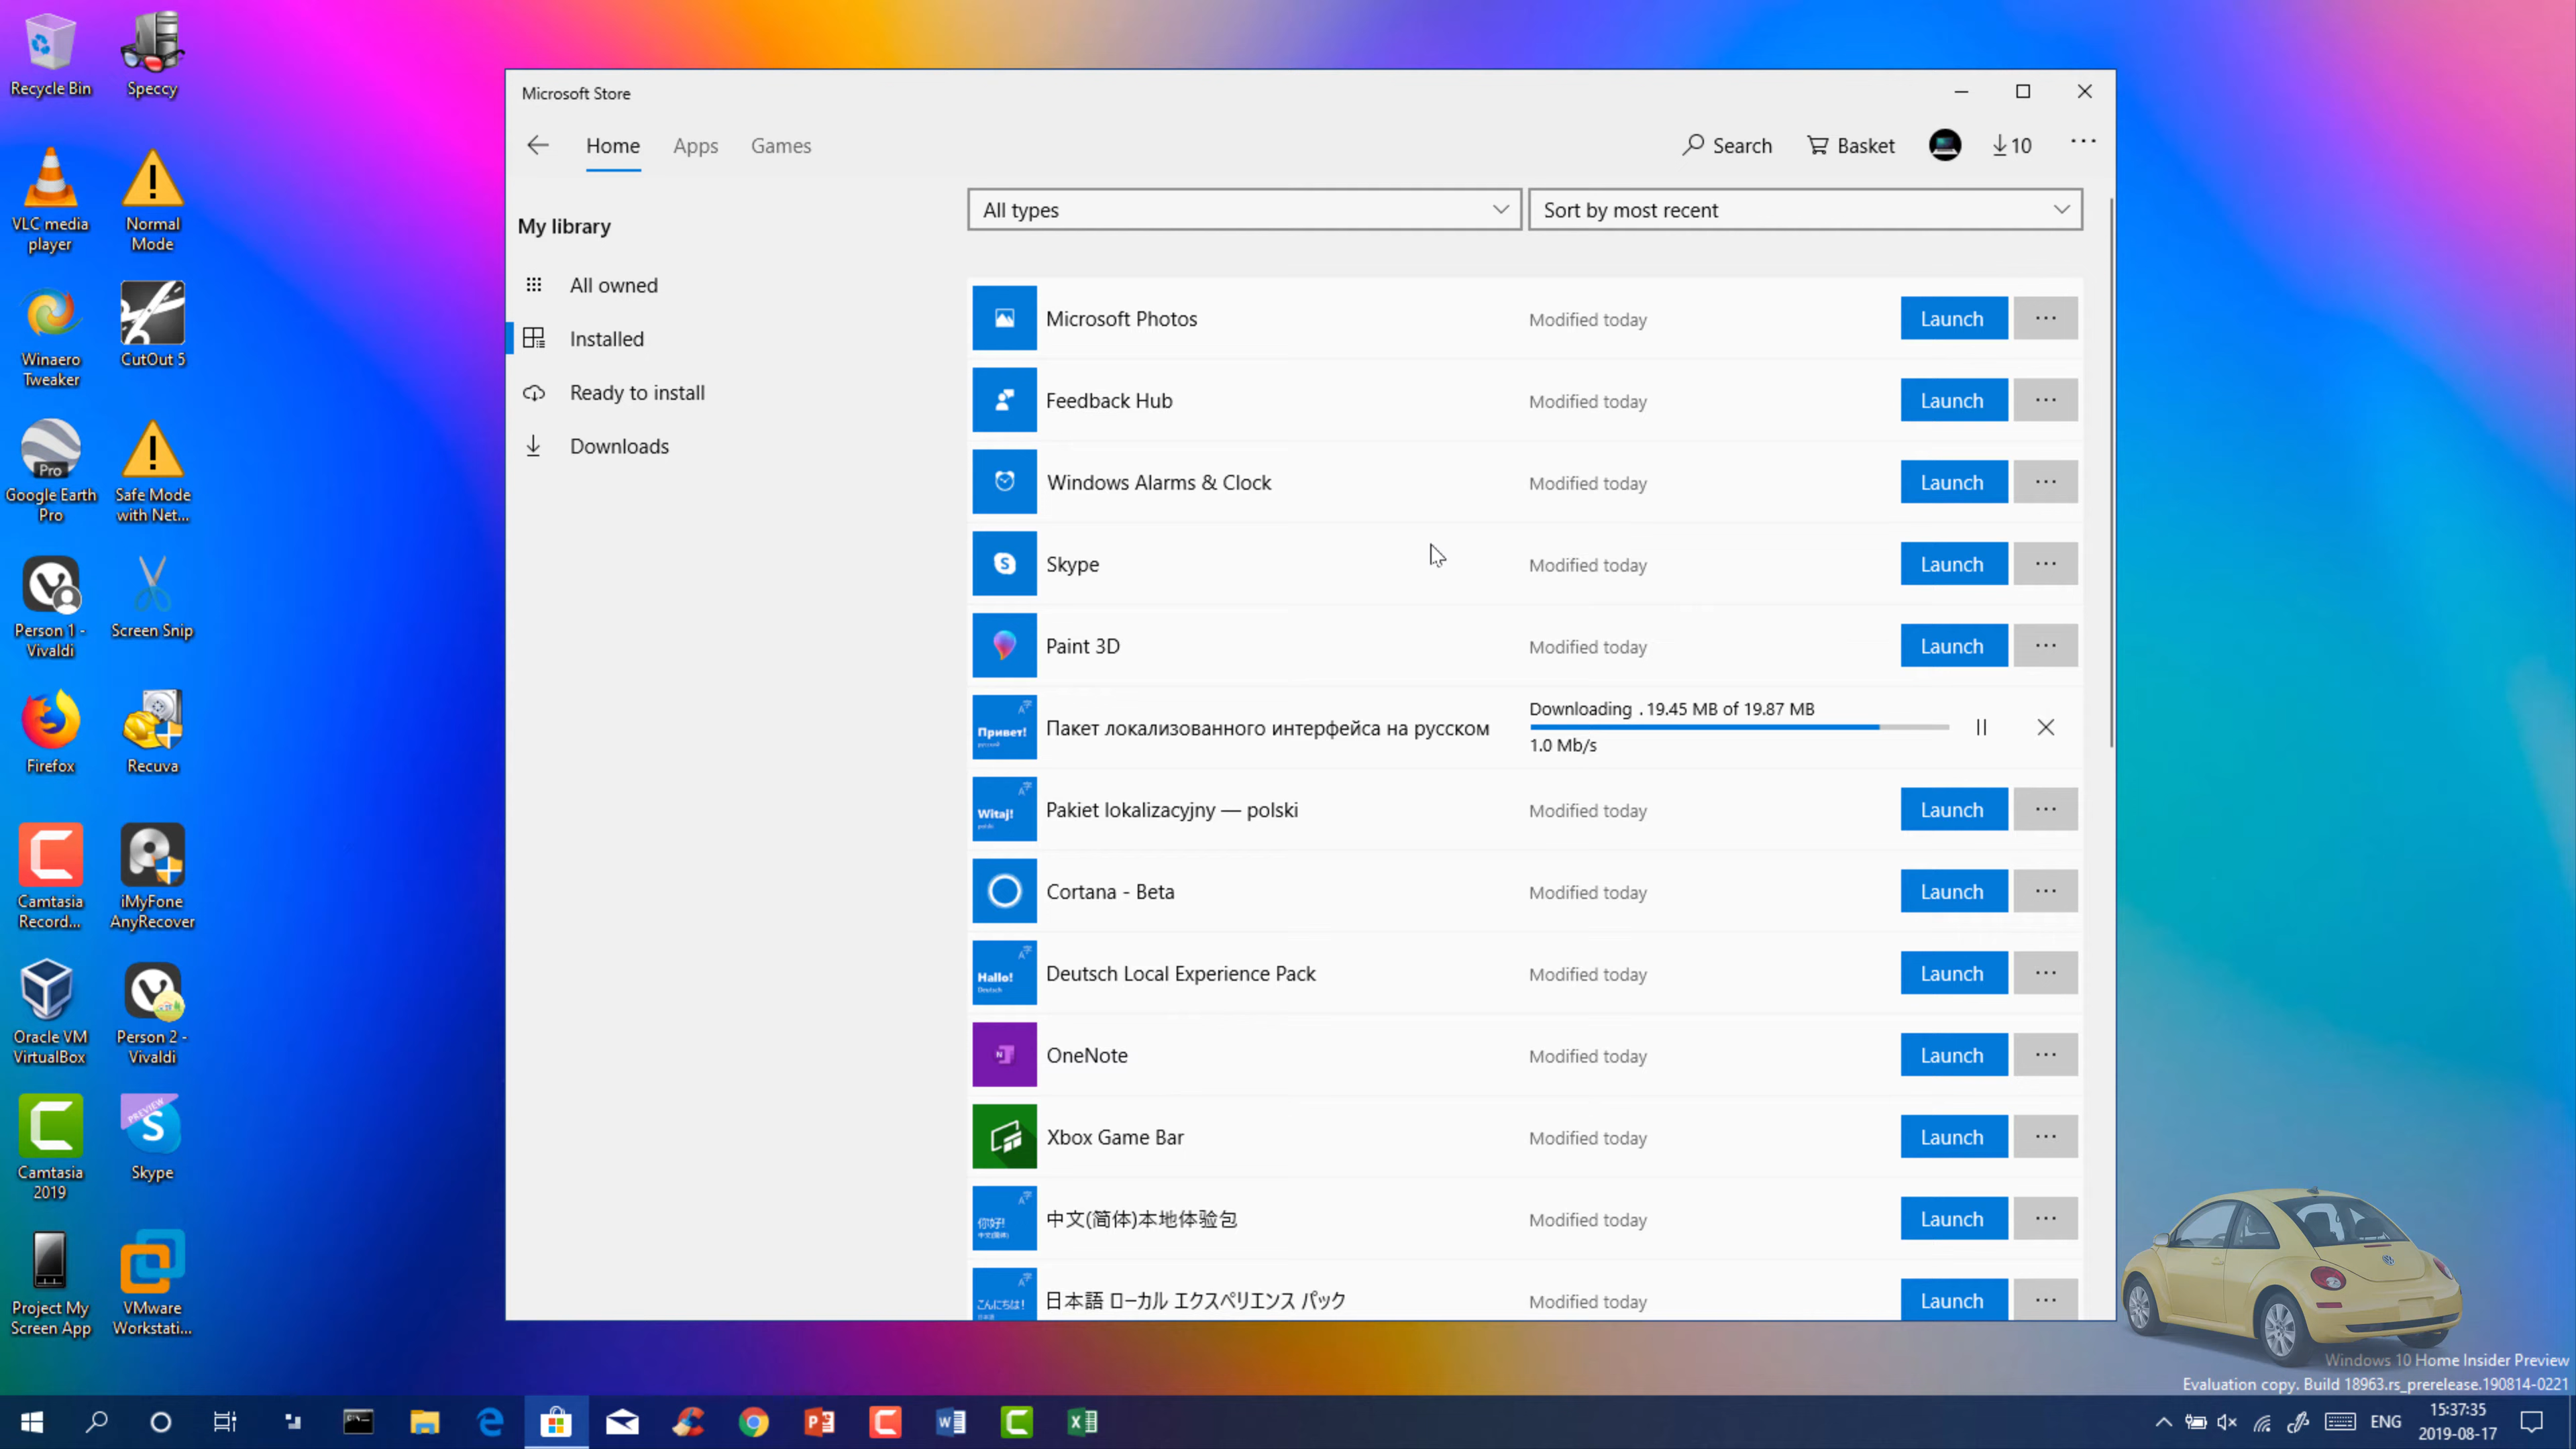 Recycle Bin
Speccy
VLC media player
Normal Mode
Winaero Tweaker
CutOut 5
Pro
Google Earth Pro
Safe Mode with Net...
Person 1 - Vivaldi
Screen Snip
Firefox
Recuva
Camtasia Record...
iMyFone AnyRecover
Oracle VM VirtualBox
Person 2 - Vivaldi
Camtasia 2019
PREVIEW
Skype
Project My Screen App
VMware Workstati...
Microsoft Store
Home Apps Games
Search Basket 10
My library
All owned
Installed
Ready to install
Downloads
All types
Sort by most recent
Microsoft Photos Modified today Launch
Feedback Hub Modified today Launch
Windows Alarms & Clock Modified today Launch
Skype Modified today Launch
Paint 3D Modified today Launch
Привет!
русский
Пакет локализованного интерфейса на русском
Downloading . 19.45 MB of 19.87 MB
1.0 Mb/s
Witaj!
polski
Pakiet lokalizacyjny — polski Modified today Launch
Cortana - Beta Modified today Launch
Hallo!
Deutsch
Deutsch Local Experience Pack Modified today Launch
OneNote Modified today Launch
Xbox Game Bar Modified today Launch
你好!
中文(简体)
中文(简体)本地体验包 Modified today Launch
こんにちは!
日本語 ローカル エクスペリエンス パック Modified today Launch
Windows 10 Home Insider Preview
Evaluation copy. Build 18963.rs_prerelease.190814-0221
ENG
15:37:35
2019-08-17